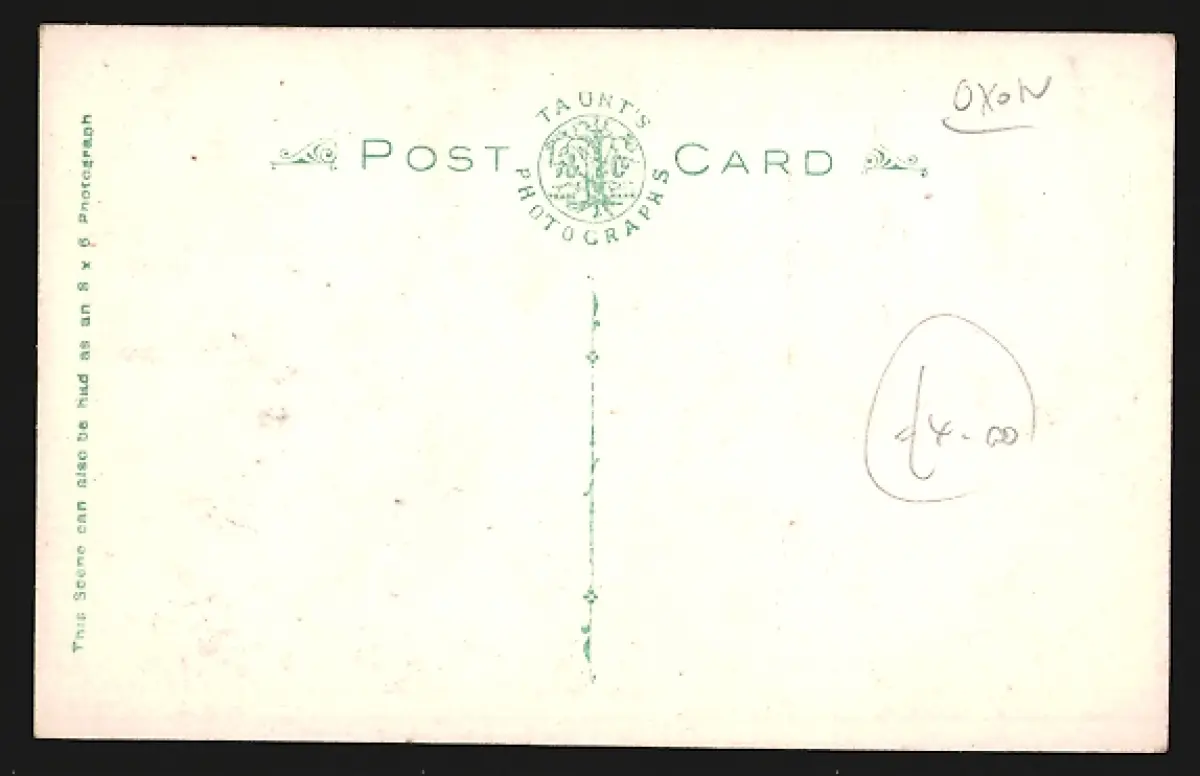 OXON
POST CARD
TAUNT'S
PHOTOGRAPHS
This Scene can also be had as an 8 x 6 Photograph
£4.00